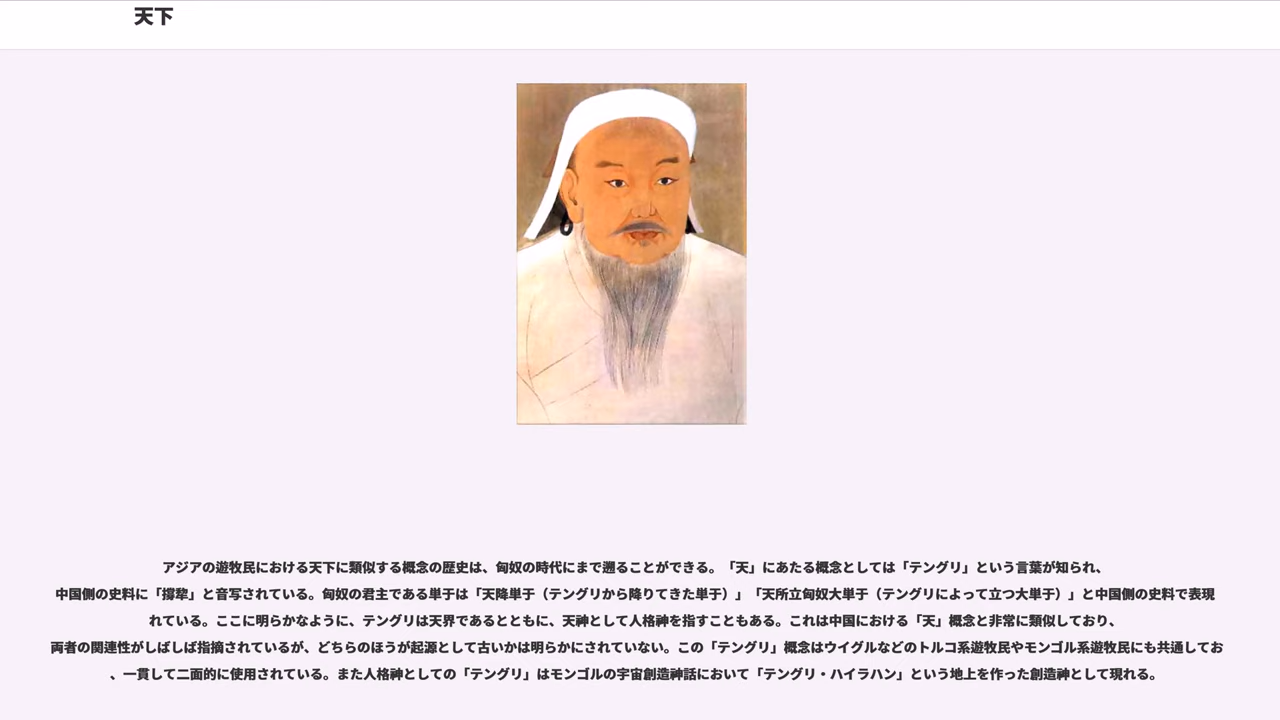 天下
アジアの遊牧民における天下に類似する概念の歴史は、匈奴の時代にまで遡ることができる。「天」にあたる概念としては「テングリ」という言葉が知られ、
中国側の史料に「撐犂」と音写されている。匈奴の君主である単于は「天降単于（テングリから降りてきた単于）」「天所立匈奴大単于（テングリによって立つ大単于）」と中国側の史料で表現
れている。ここに明らかなように、テングリは天界であるとともに、天神として人格神を指すこともある。これは中国における「天」概念と非常に類似しており、
両者の関連性がしばしば指摘されているが、どちらのほうが起源として古いかは明らかにされていない。この「テングリ」概念はウイグルなどのトルコ系遊牧民やモンゴル系遊牧民にも共通してお
、一貫して二面的に使用されている。また人格神としての「テングリ」はモンゴルの宇宙創造神話において「テングリ・ハイラハン」という地上を作った創造神として現れる。